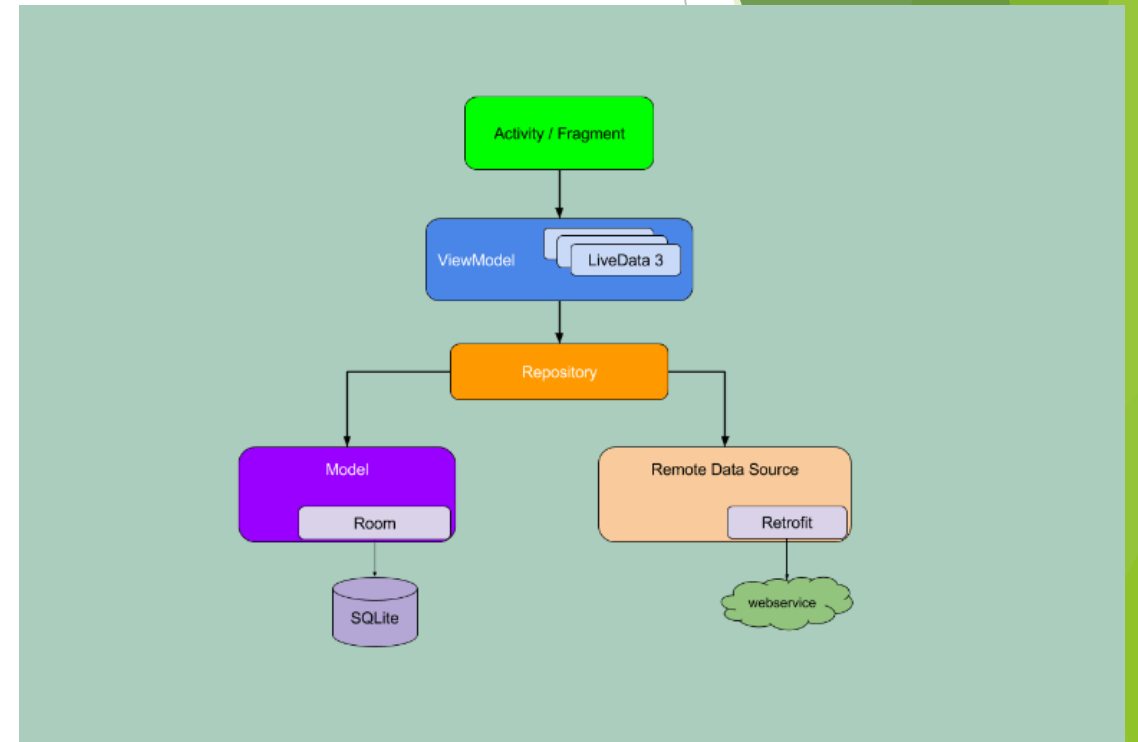 Activity / Fragment
ViewModel
LiveData 3
Repository
Model
Remote Data Source
Room
Retrofit
SQLite
webservice